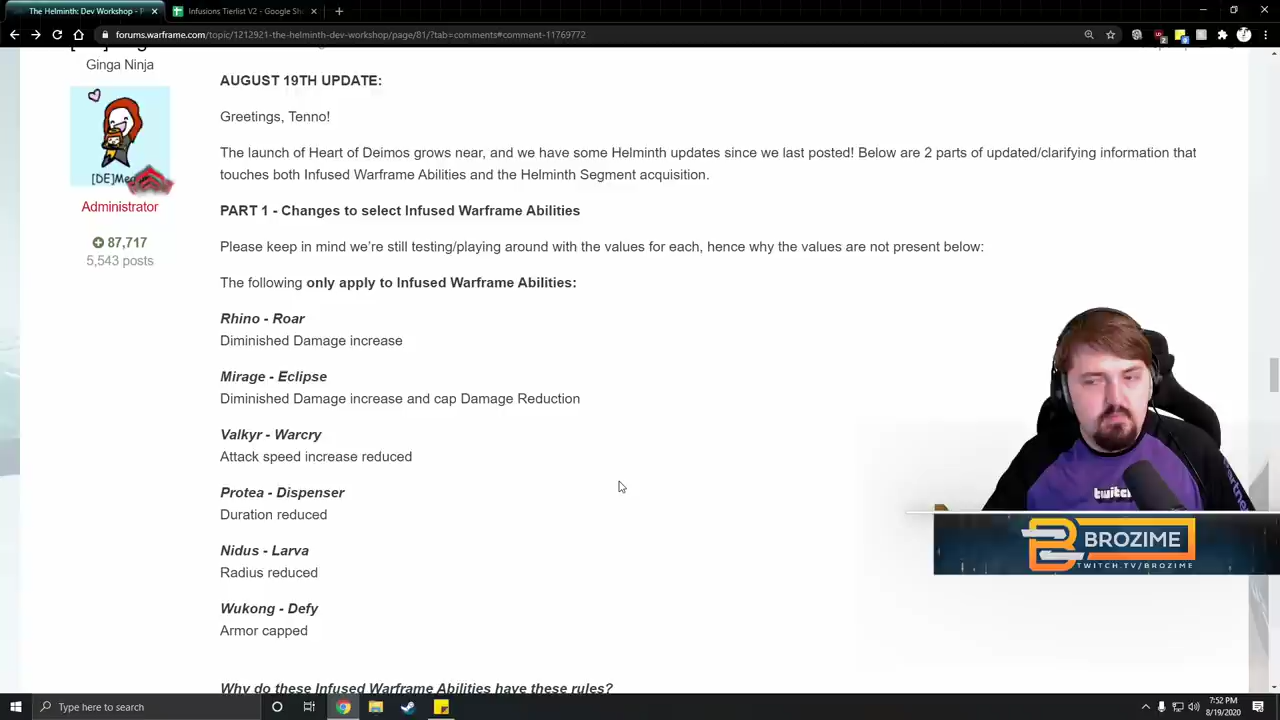 The Helminth: Dev Workshop - P
Infusions Tierlist V2 - Google Sh
forums.warframe.com/topic/1212921-the-helminth-dev-workshop/page/81/?tab=comments#comment-11769772
Ginga Ninja
[DE]Meg
Administrator
87,717
5,543 posts
AUGUST 19TH UPDATE:
Greetings, Tenno!
The launch of Heart of Deimos grows near, and we have some Helminth updates since we last posted! Below are 2 parts of updated/clarifying information that
touches both Infused Warframe Abilities and the Helminth Segment acquisition.
PART 1 - Changes to select Infused Warframe Abilities
Please keep in mind we're still testing/playing around with the values for each, hence why the values are not present below:
The following only apply to Infused Warframe Abilities:
Rhino - Roar
Diminished Damage increase
Mirage - Eclipse
Diminished Damage increase and cap Damage Reduction
Valkyr - Warcry
Attack speed increase reduced
Protea - Dispenser
Duration reduced
Nidus - Larva
Radius reduced
Wukong - Defy
Armor capped
Why do these Infused Warframe Abilities have these rules?
twitch
BROZIME
TWITCH.TV/BROZIME
Type here to search
7:52 PM
8/19/2020